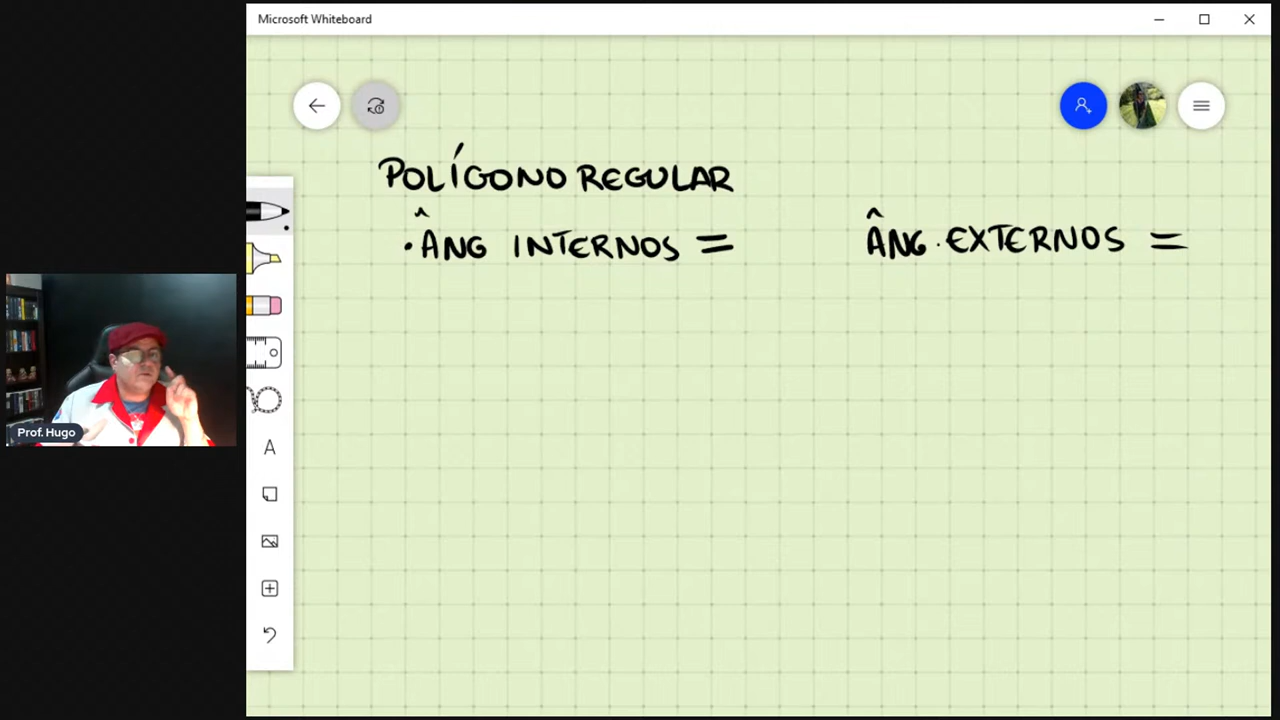 Microsoft Whiteboard
POLÍGONO REGULAR
• ÂNG INTERNOS =
ÂNG. EXTERNOS =
A
Prof. Hugo